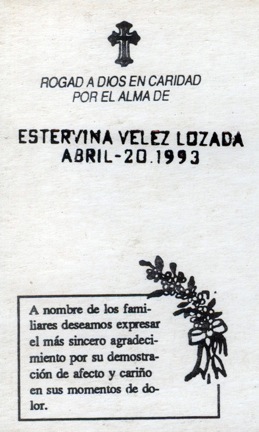 ROGAD A DIOS EN CARIDAD
POR EL ALMA DE
ESTERVINA VELEZ LOZADA
ABRIL-20.1993
A nombre de los fami-
liares deseamos expresar
el más sincero agradeci-
miento por su demostra-
ción de afecto y cariño
en sus momentos de do-
lor.